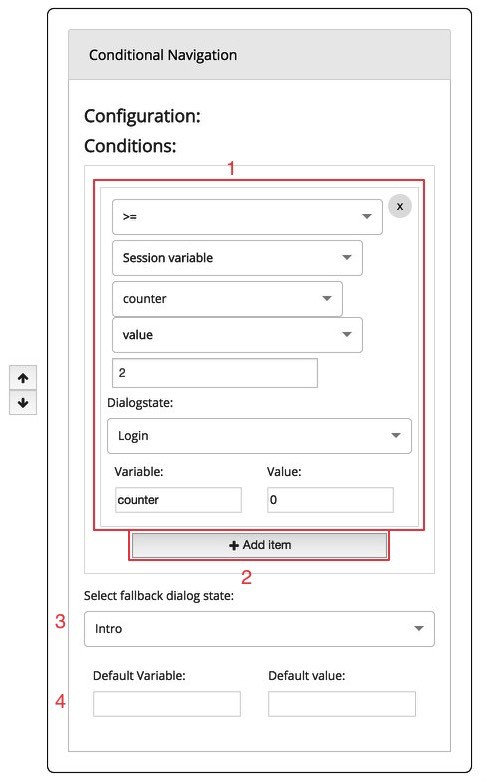 Conditional Navigation
Configuration:
Conditions:
1
>=
x
Session variable
counter
value
2
Dialogstate:
Login
Variable: Value:
counter 0
+ Add item
2
Select fallback dialog state:
3
Intro
Default Variable: Default value:
4